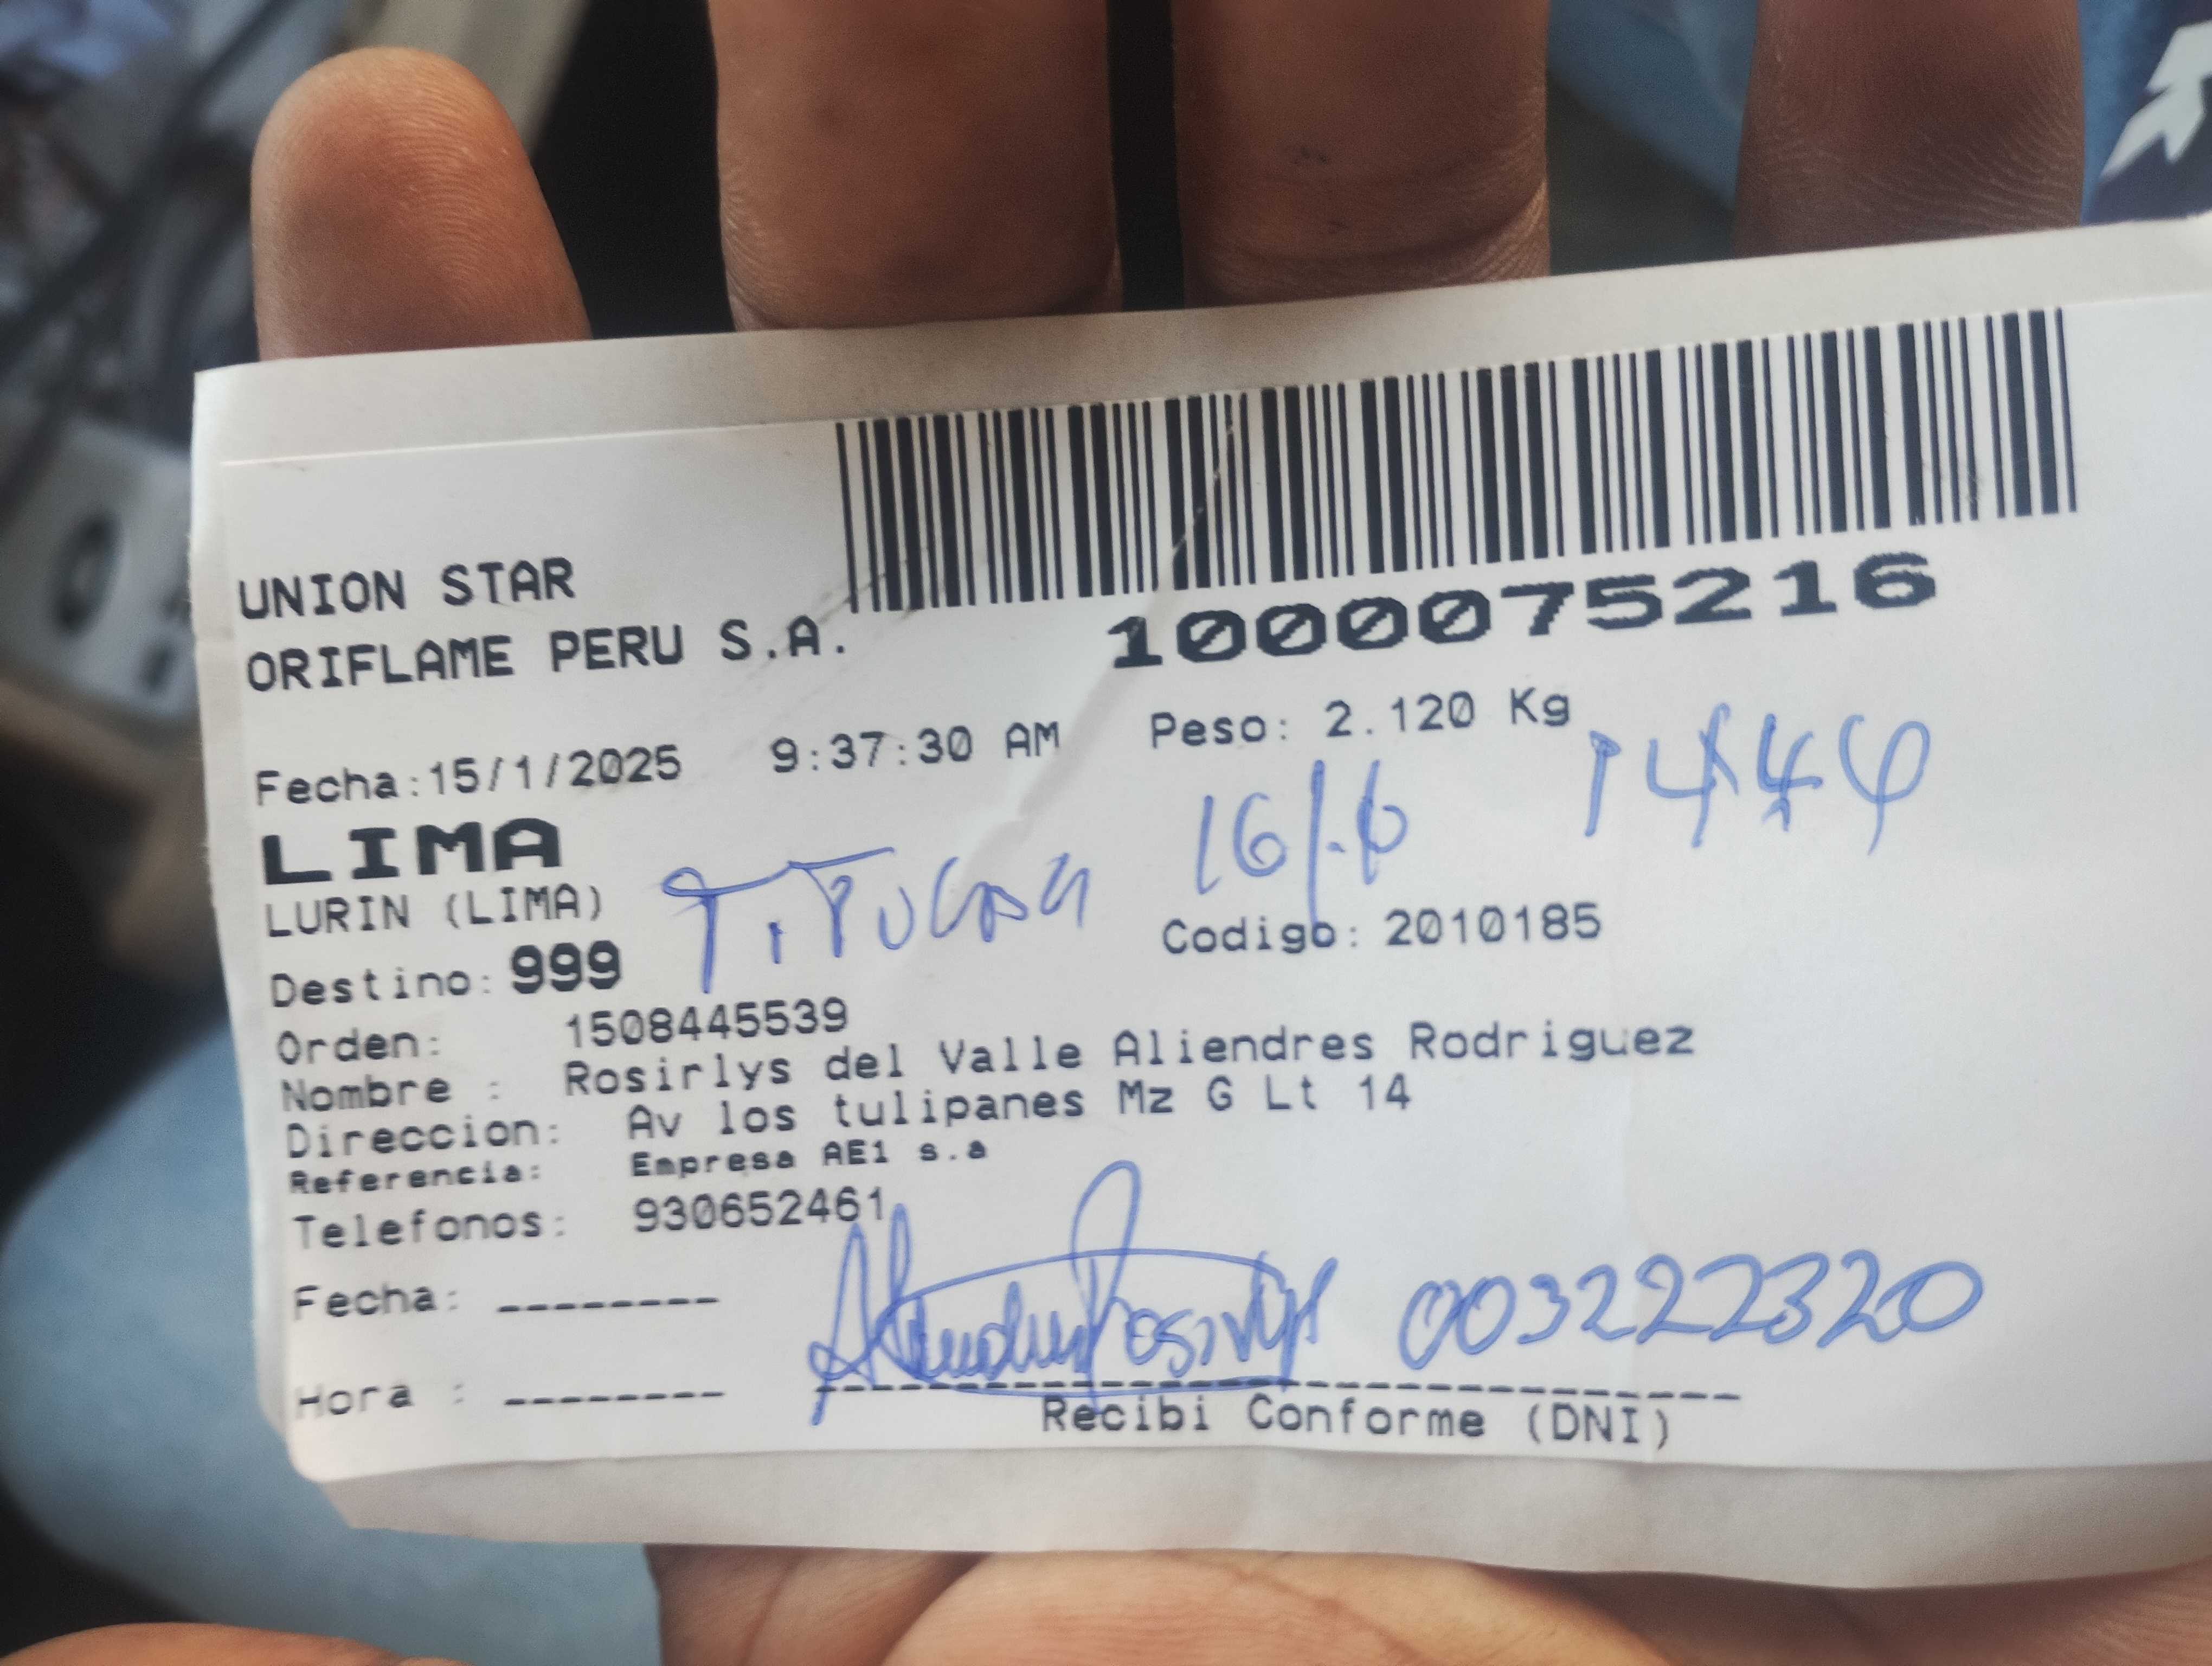 UNION STAR
ORIFLAME PERU S.A.
1000075216
Fecha:15/1/2025 9:37:30 AM Peso: 2.120 Kg
LIMA
LURIN (LIMA)
Titular
Codigo: 2010185
Destino: 999
Orden: 1508445539
Nombre : Rosirlys del Valle Aliendres Rodriguez
Direccion: Av los tulipanes Mz G Lt 14
Referencia: Empresa AE1 s.a
Telefonos: 930652461
Fecha: --------
003222320
Hora : --------
Recibi Conforme (DNI)